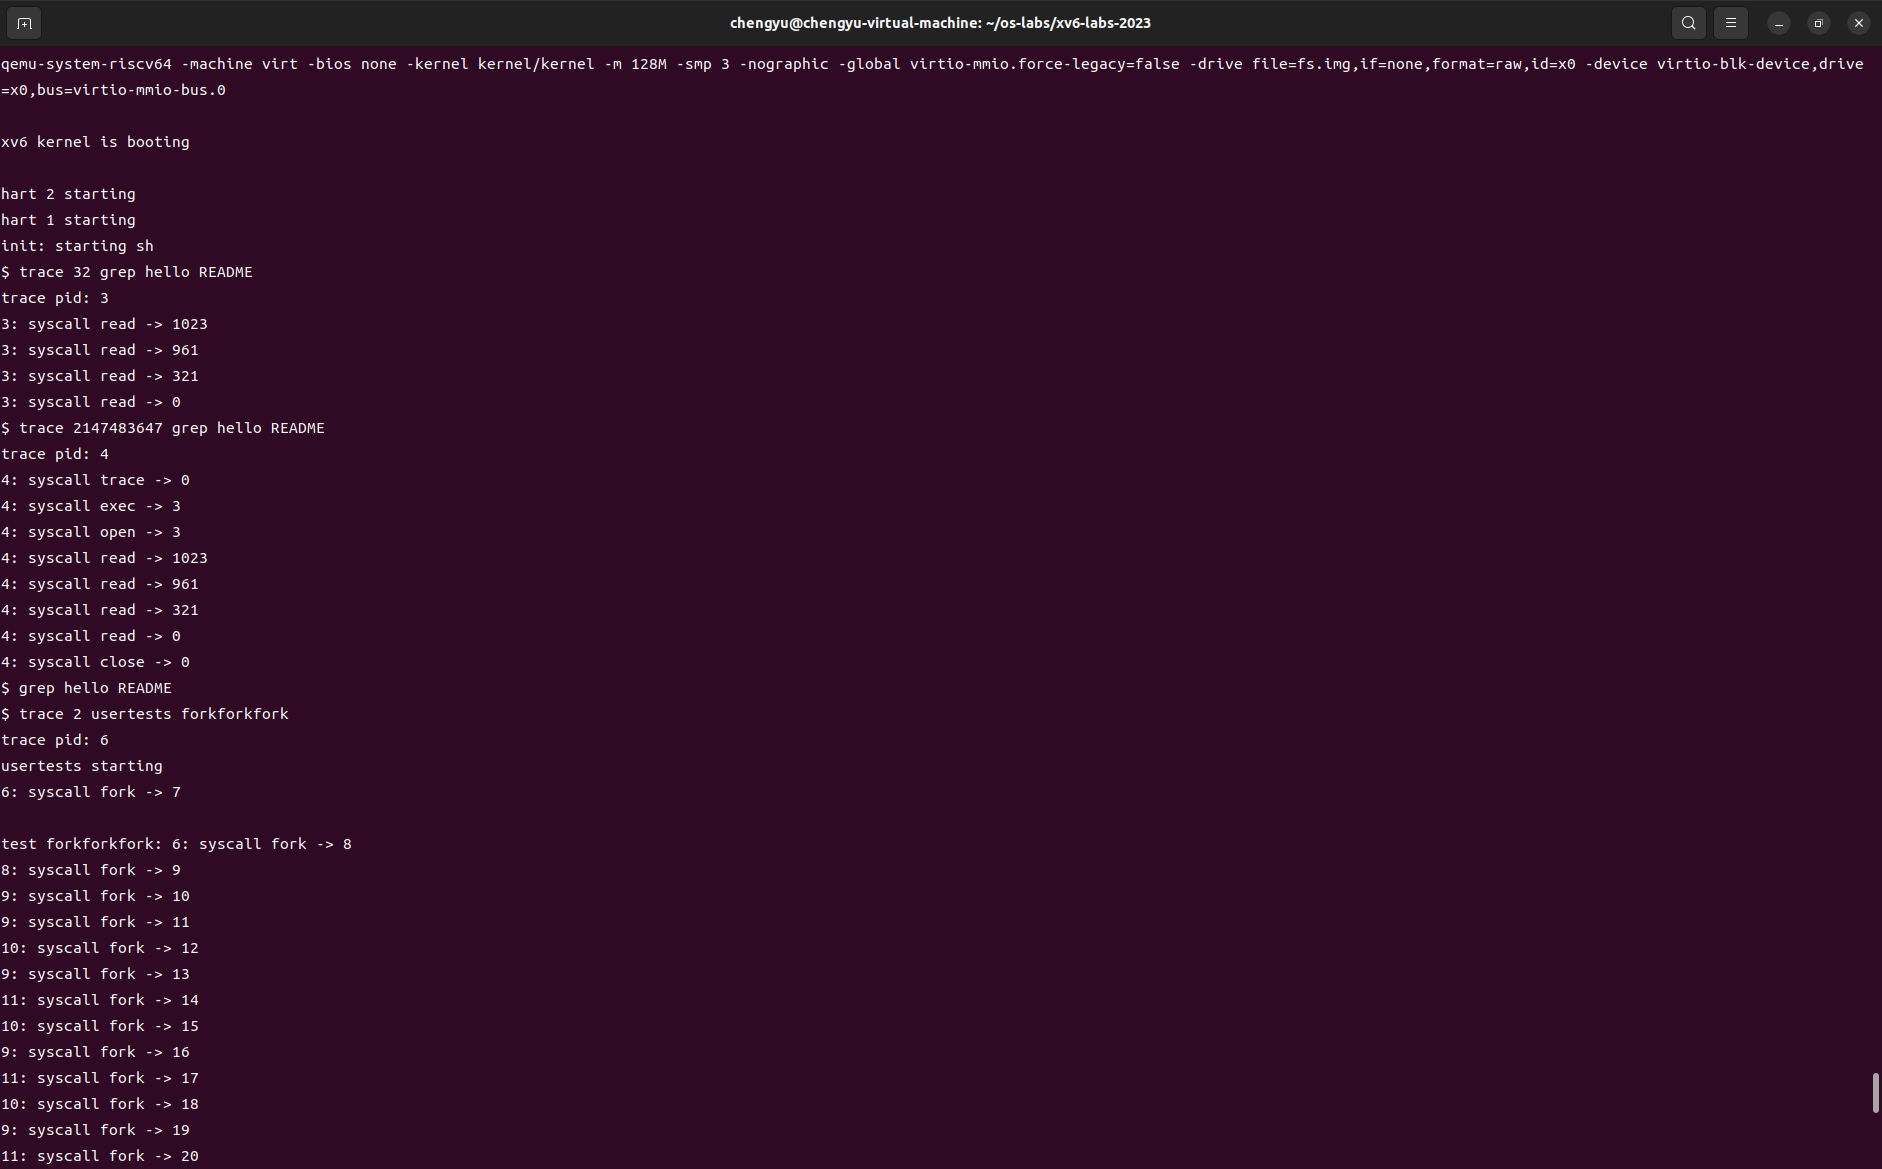 chengyu@chengyu-virtual-machine: ~/os-labs/xv6-labs-2023
qemu-system-riscv64 -machine virt -bios none -kernel kernel/kernel -m 128M -smp 3 -nographic -global virtio-mmio.force-legacy=false -drive file=fs.img,if=none,format=raw,id=x0 -device virtio-blk-device,drive
=x0,bus=virtio-mmio-bus.0
xv6 kernel is booting
hart 2 starting
hart 1 starting
init: starting sh
$ trace 32 grep hello README
trace pid: 3
3: syscall read -> 1023
3: syscall read -> 961
3: syscall read -> 321
3: syscall read -> 0
$ trace 2147483647 grep hello README
trace pid: 4
4: syscall trace -> 0
4: syscall exec -> 3
4: syscall open -> 3
4: syscall read -> 1023
4: syscall read -> 961
4: syscall read -> 321
4: syscall read -> 0
4: syscall close -> 0
$ grep hello README
$ trace 2 usertests forkforkfork
trace pid: 6
usertests starting
6: syscall fork -> 7
test forkforkfork: 6: syscall fork -> 8
8: syscall fork -> 9
9: syscall fork -> 10
9: syscall fork -> 11
10: syscall fork -> 12
9: syscall fork -> 13
11: syscall fork -> 14
10: syscall fork -> 15
9: syscall fork -> 16
11: syscall fork -> 17
10: syscall fork -> 18
9: syscall fork -> 19
11: syscall fork -> 20